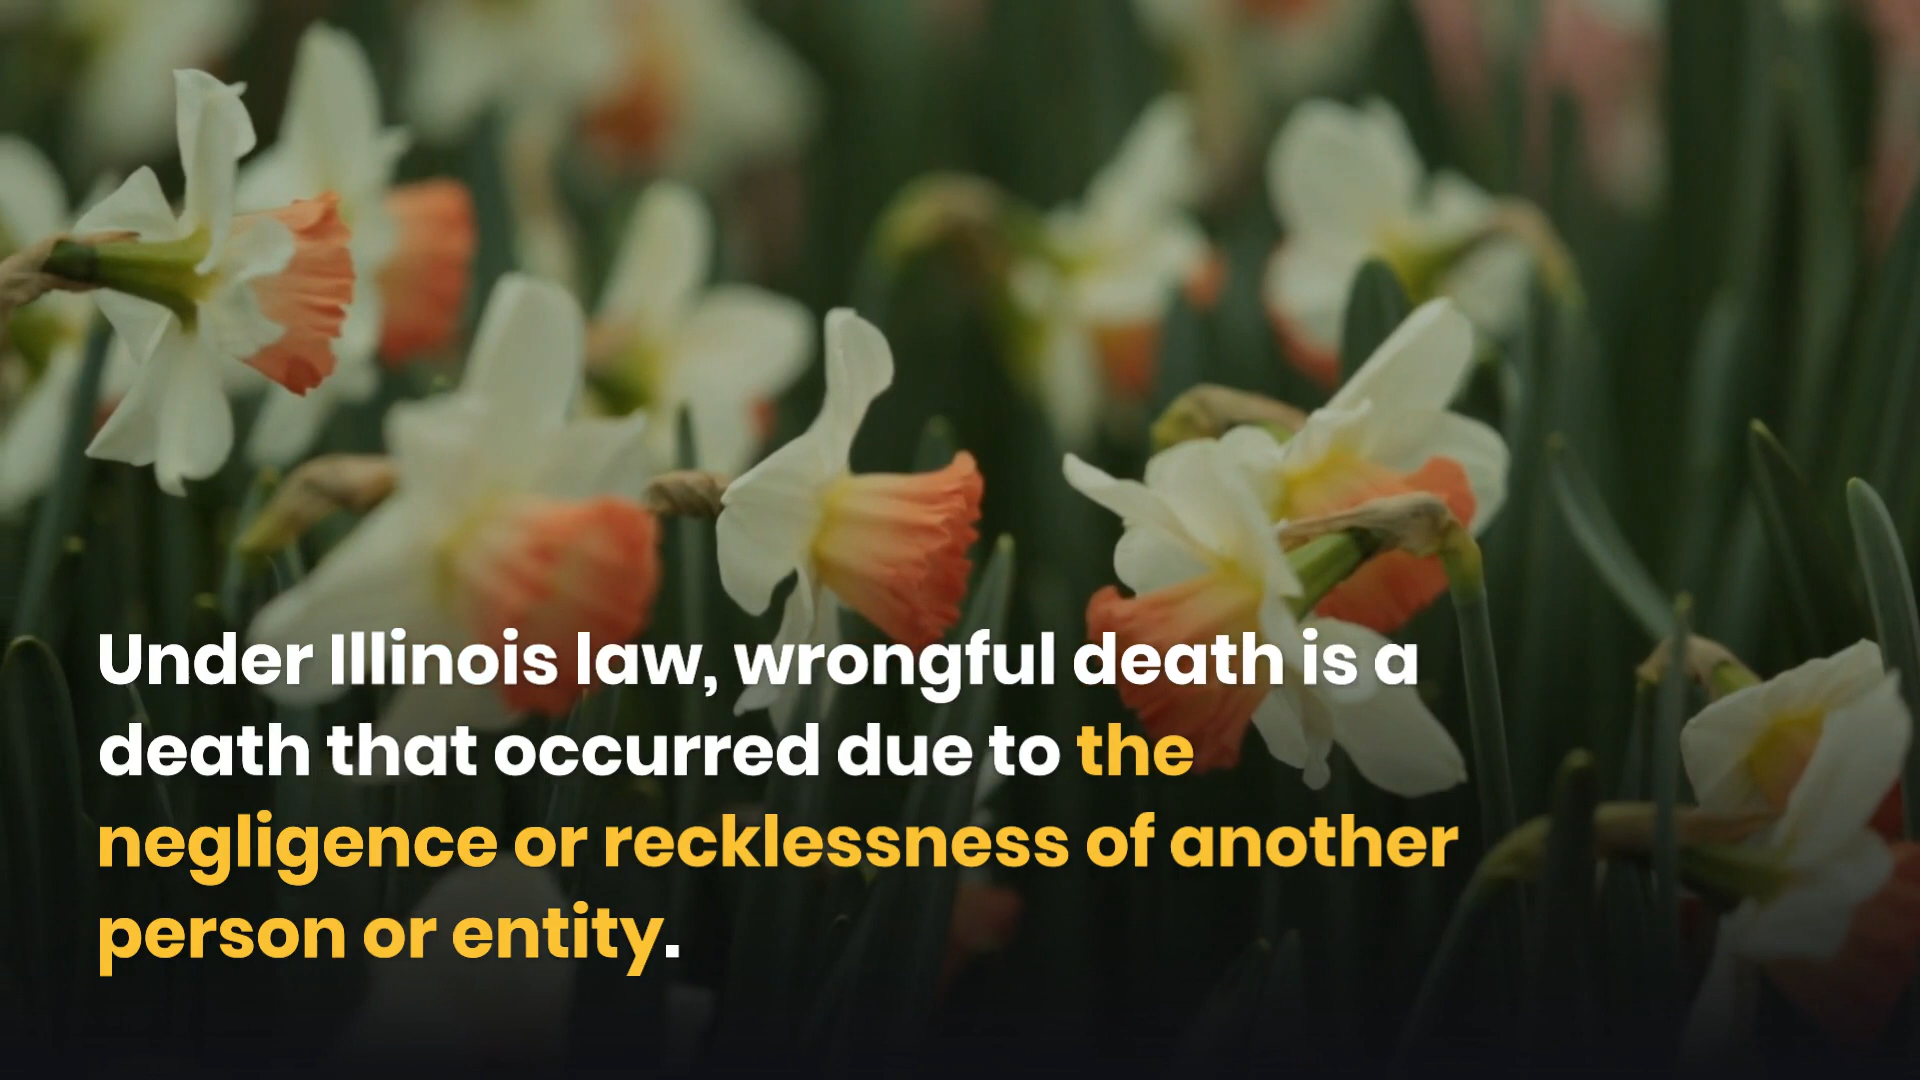 Under Illinois law, wrongful death is a
death that occurred due to the
negligence or recklessness of another
person or entity.